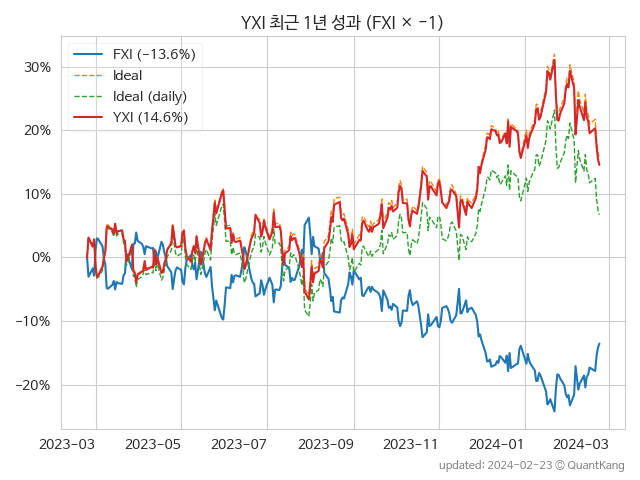 YXI 최근 1년 성과 (FXI × -1)
FXI (-13.6%)
Ideal
Ideal (daily)
YXI (14.6%)
30%
20%
10%
0%
-10%
-20%
2023-03 2023-05 2023-07 2023-09 2023-11 2024-01 2024-03
updated: 2024-02-23 © QuantKang